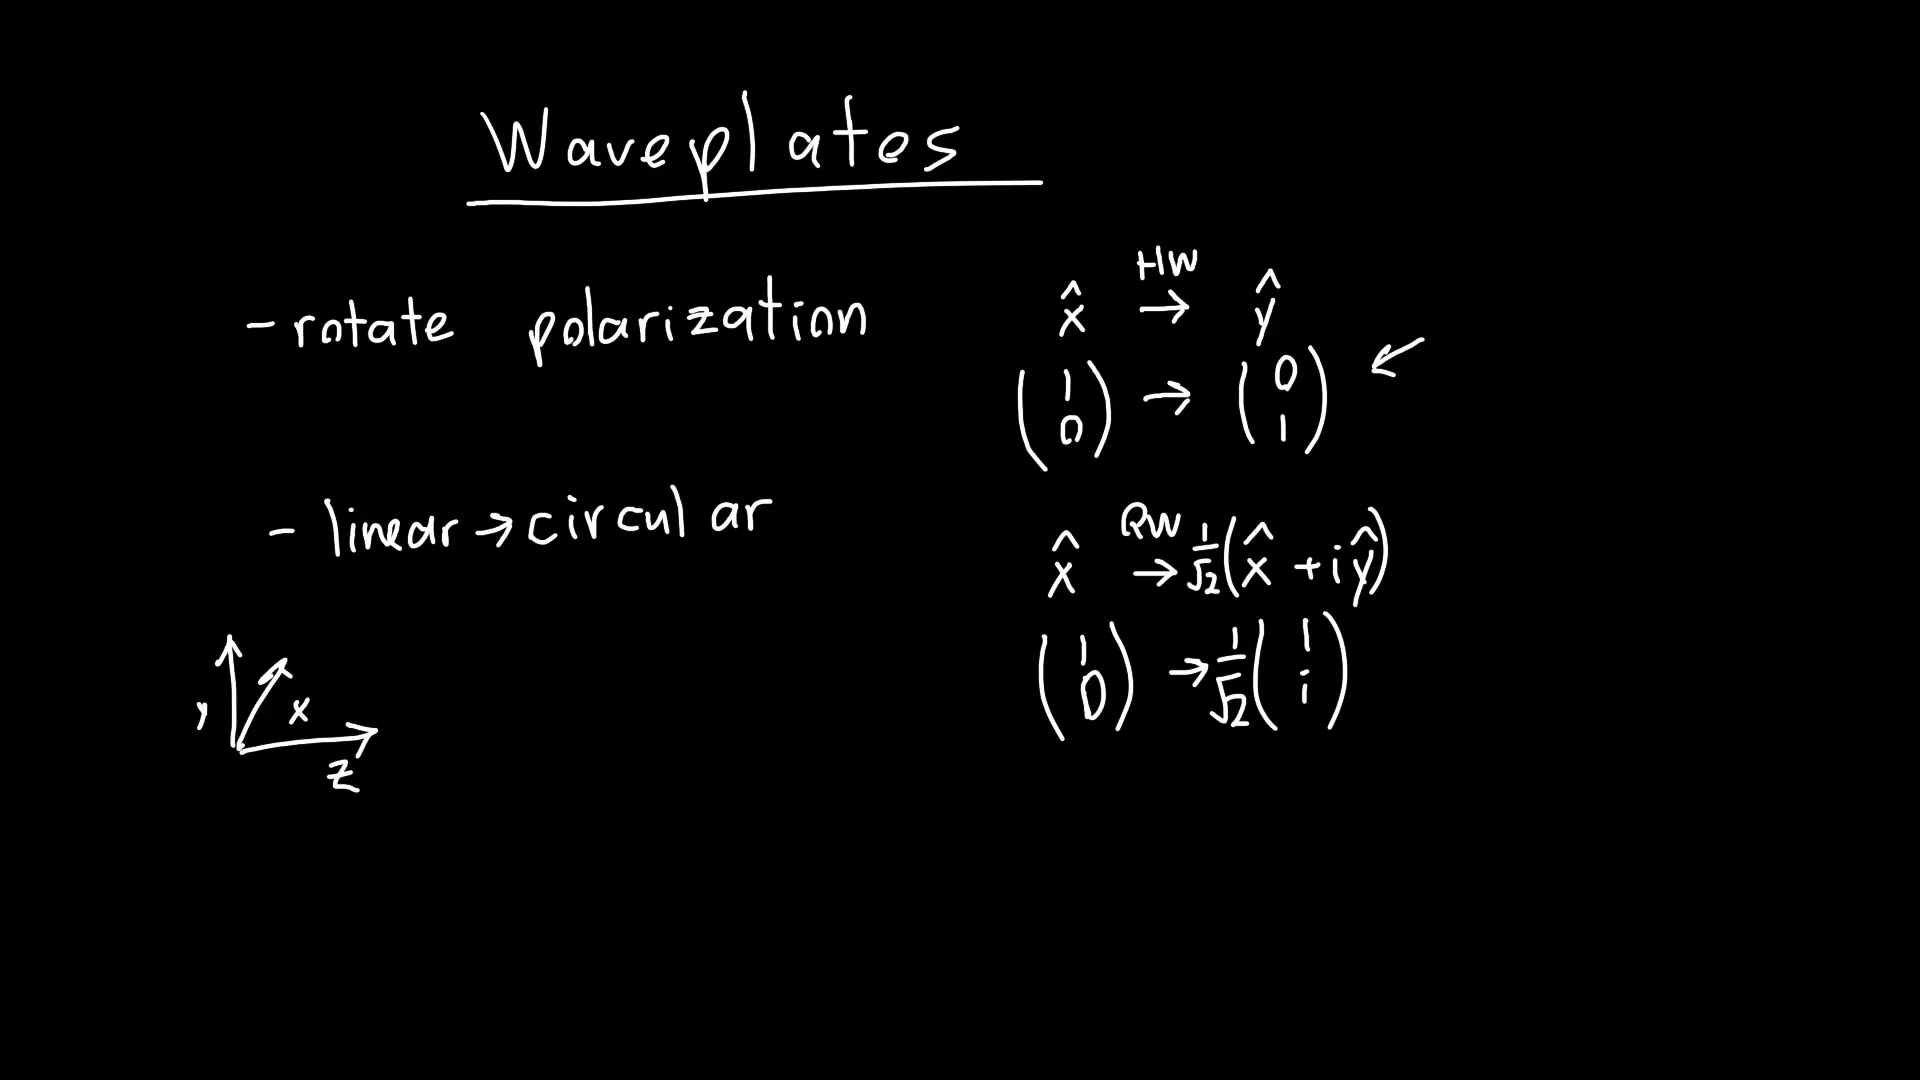 Waveplates
- rotate polarization
x̂ HW→ ŷ
(1 0) → (0 1)
- linear → circular
x̂ QW→ 1/√2 (x̂ + iŷ)
(1 0) → 1/√2 (1 i)
y
x
z